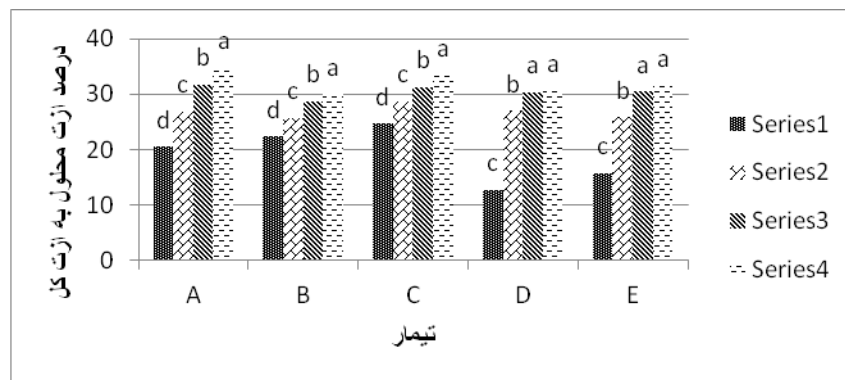 درصد ازت محلول به ازت کل
40
30
20
10
0
d c b a
d c b a
d c b a
c b a a
c b a a
A B C D E
تیمار
Series1
Series2
Series3
Series4